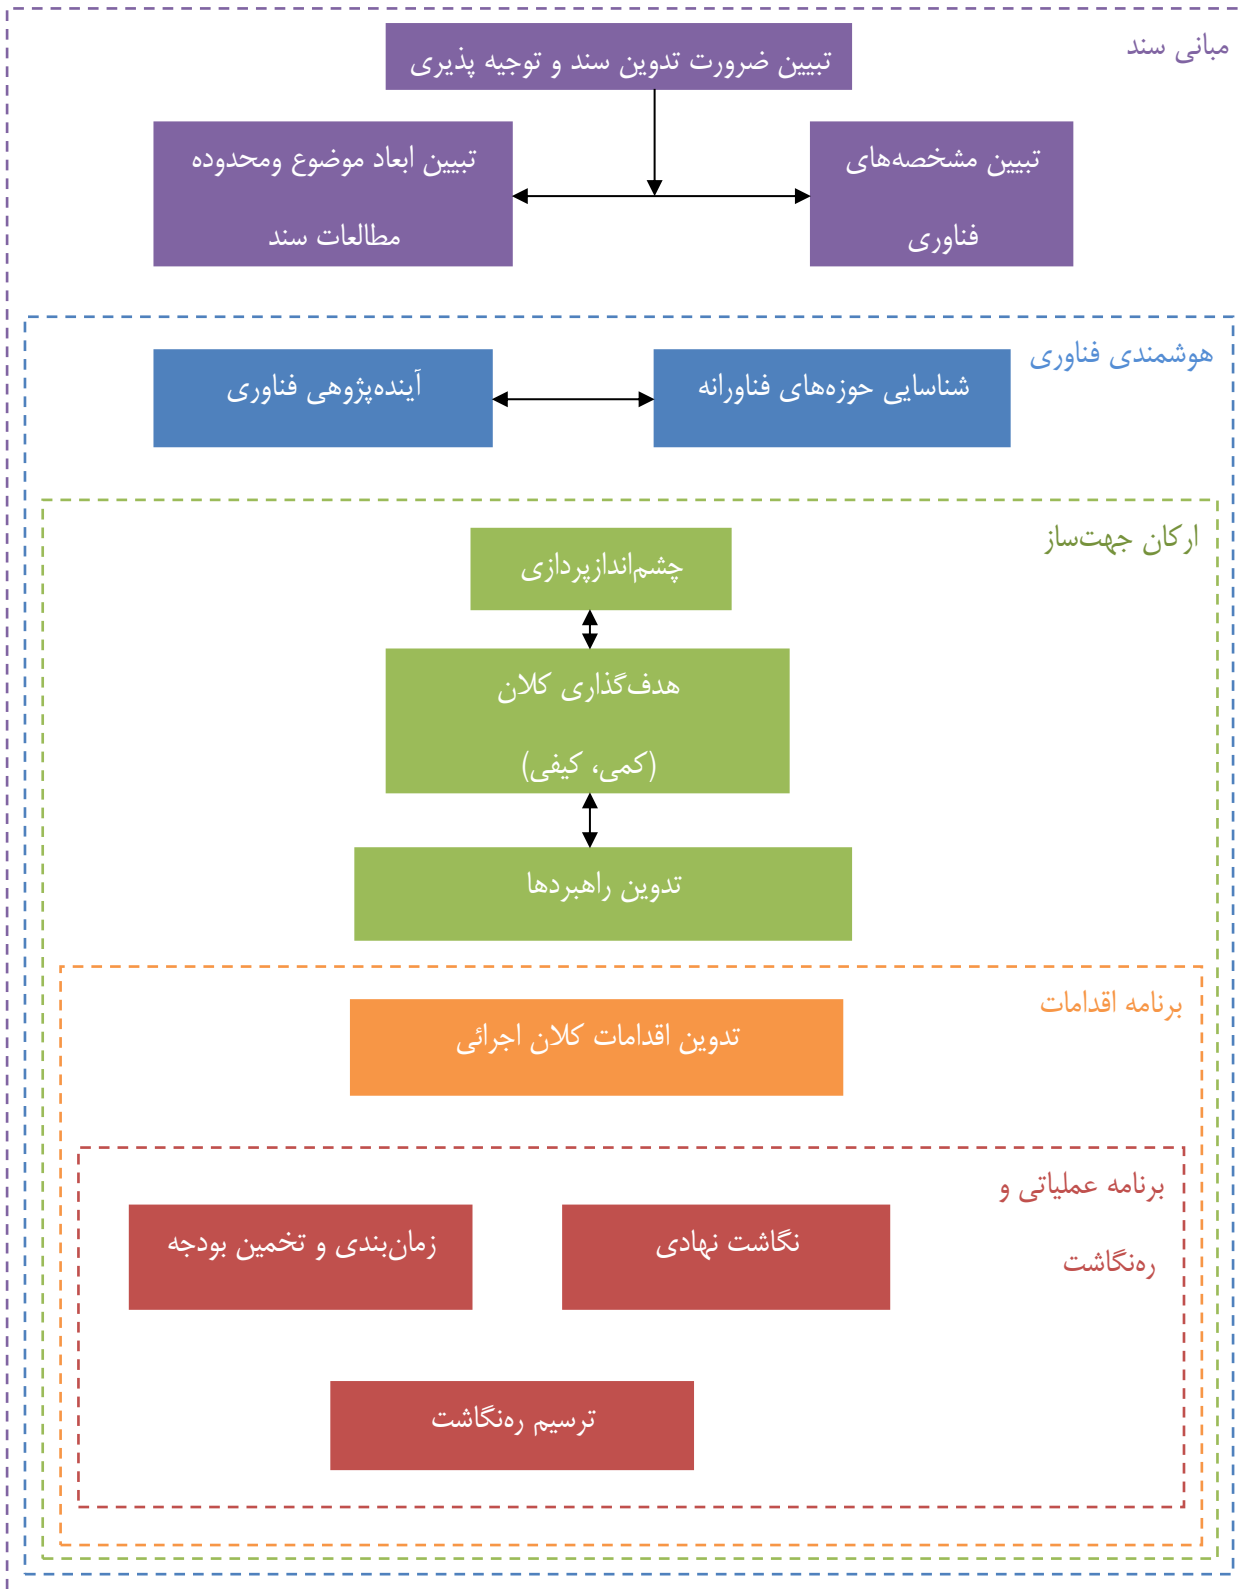 مبانی سند
تبیین ضرورت تدوین سند و توجیه پذیری
تبیین مشخصه‌های
فناوری
تبیین ابعاد موضوع ومحدوده
مطالعات سند
هوشمندی فناوری
شناسایی حوزه‌های فناورانه
آینده‌پژوهی فناوری
ارکان جهت‌ساز
چشم‌اندازپردازی
هدف‌گذاری کلان
(کمی، کیفی)
تدوین راهبردها
برنامه اقدامات
تدوین اقدامات کلان اجرائی
برنامه عملیاتی و
ره‌نگاشت
نگاشت نهادی
زمان‌بندی و تخمین بودجه
ترسیم ره‌نگاشت